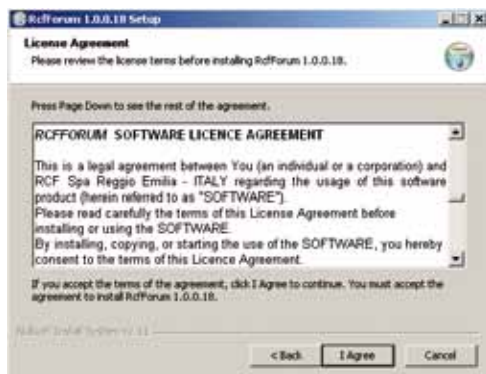 RcfForum 1.0.0.18 Setup
License Agreement
Please review the license terms before installing RcfForum 1.0.0.18.
Press Page Down to see the rest of the agreement.
RCFFORUM SOFTWARE LICENCE AGREEMENT
This is a legal agreement between You (an individual or a corporation) and
RCF Spa Reggio Emilia - ITALY regarding the usage of this software
product (herein referred to as "SOFTWARE").
Please read carefully the terms of this License Agreement before
installing or using the SOFTWARE.
By installing, copying, or starting the use of the SOFTWARE, you hereby
consent to the terms of this Licence Agreement.
If you accept the terms of the agreement, click I Agree to continue. You must accept the
agreement to install RcfForum 1.0.0.18.
Install System
< Back I Agree Cancel